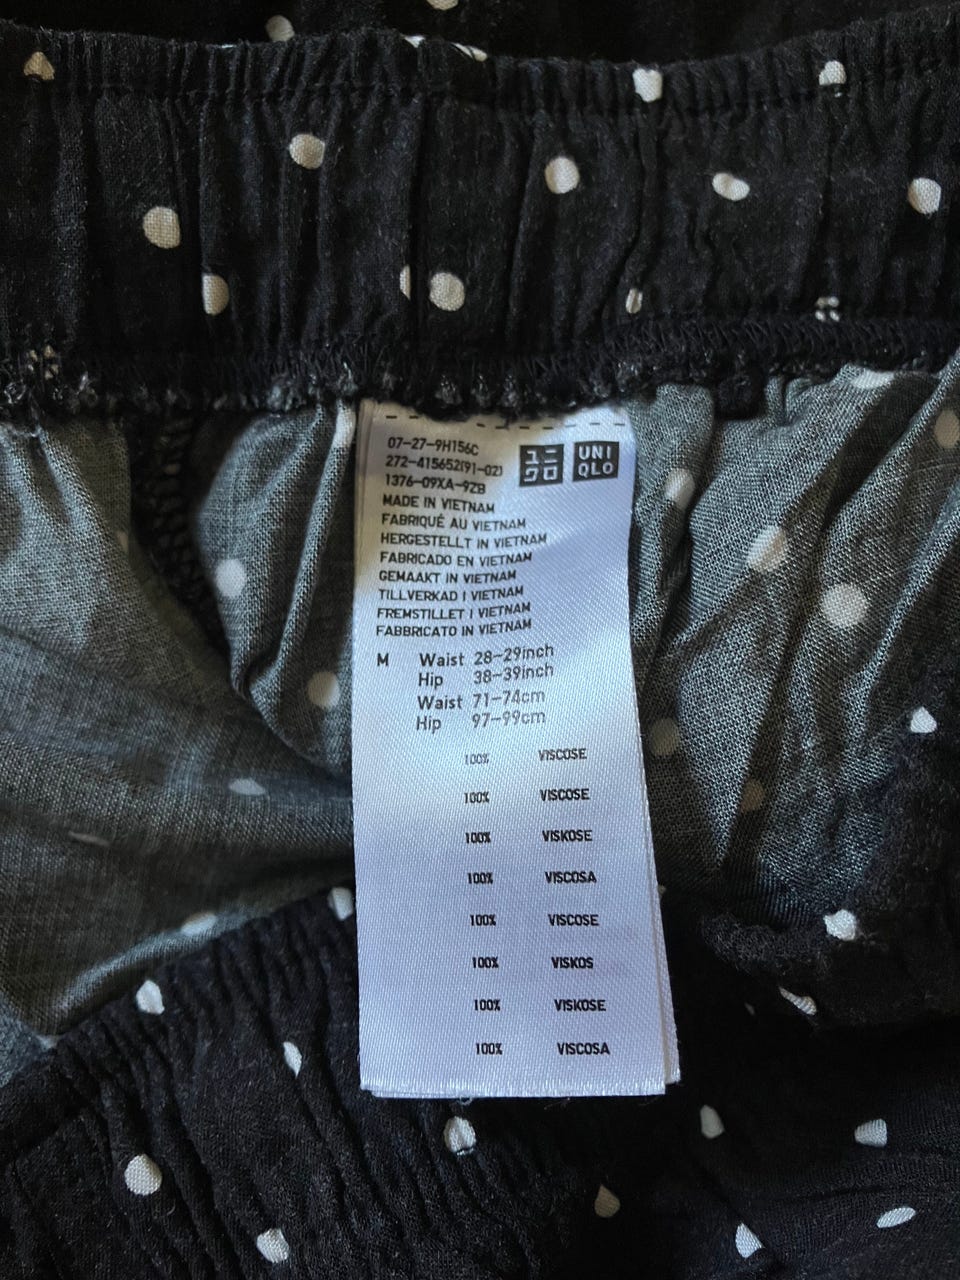 07-27-9H156C
272-415652(91-02)
1376-09XA-9ZB
ユニ
クロ
UNI
QLO
MADE IN VIETNAM
FABRIQUÉ AU VIETNAM
HERGESTELLT IN VIETNAM
FABRICADO EN VIETNAM
GEMAAKT IN VIETNAM
TILLVERKAD I VIETNAM
FREMSTILLET I VIETNAM
FABBRICATO IN VIETNAM
M Waist 28-29inch
Hip 38-39inch
Waist 71-74cm
Hip 97-99cm
100% VISCOSE
100% VISCOSE
100% VISKOSE
100% VISCOSA
100% VISCOSE
100% VISKOS
100% VISKOSE
100% VISCOSA